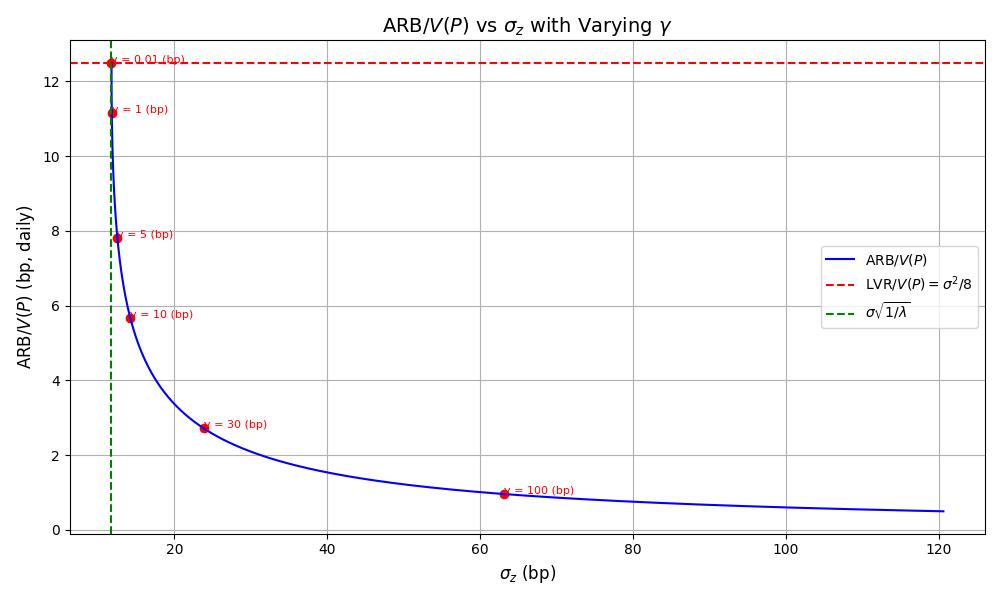 ARB/V(P) vs σ_z with Varying γ
ARB/V(P) (bp, daily)
12
10
8
6
4
2
0
γ = 0.01 (bp)
γ = 1 (bp)
γ = 5 (bp)
γ = 10 (bp)
γ = 30 (bp)
γ = 100 (bp)
ARB/V(P)
LVR/V(P) = σ²/8
σ√1/λ
20 40 60 80 100 120
σ_z (bp)